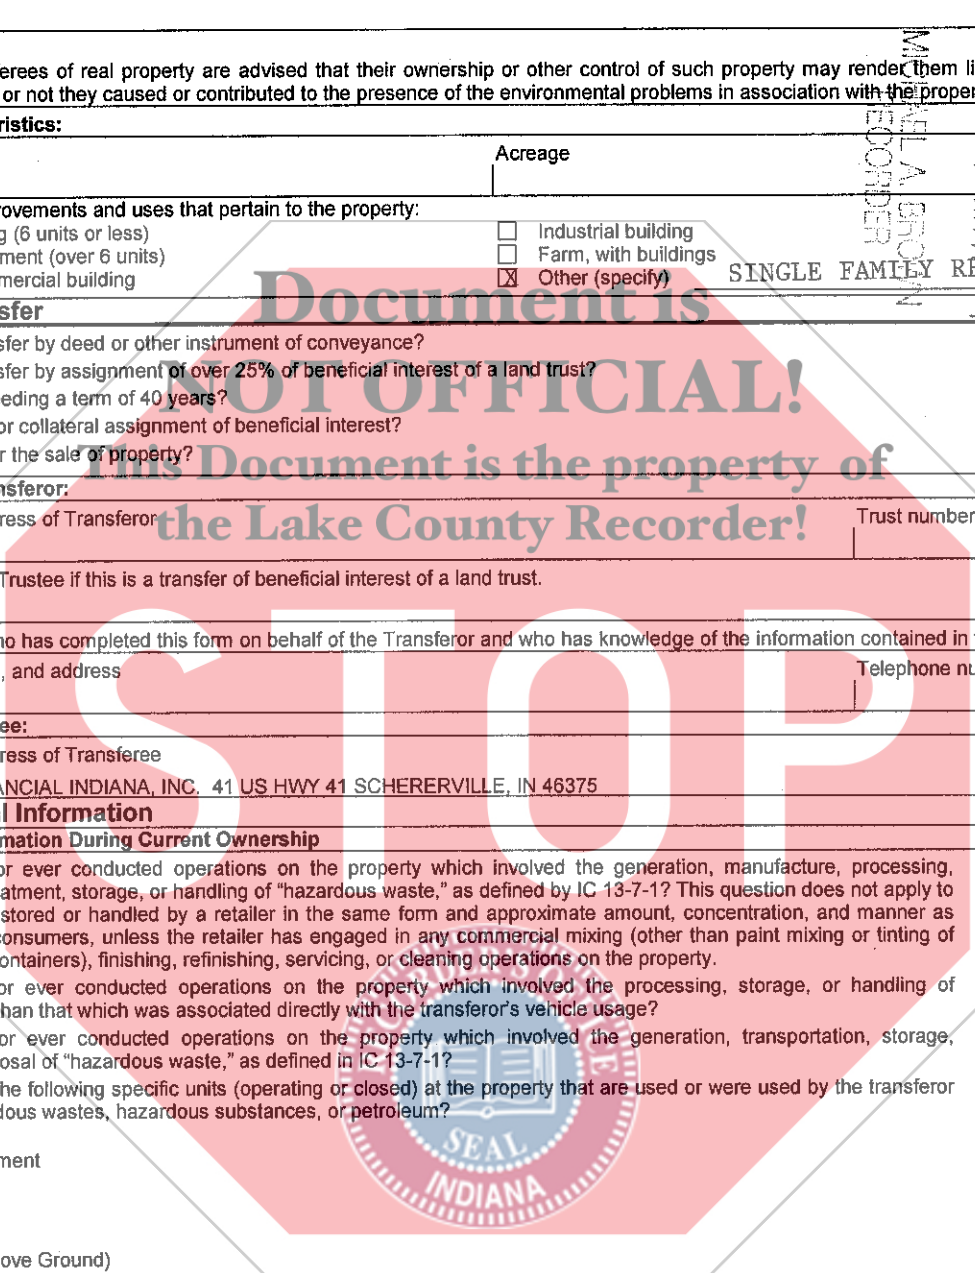 erees of real property are advised that their ownership or other control of such property may render them li
or not they caused or contributed to the presence of the environmental problems in association with the proper
ristics:
Acreage
ovements and uses that pertain to the property:
g (6 units or less)
Industrial building
ment (over 6 units)
Farm, with buildings
mercial building
Other (specify) SINGLE FAMILY RE
A. BROWN
RECORDER
Document is
sfer
sfer by deed or other instrument of conveyance?
NOT OFFICIAL!
sfer by assignment of over 25% of beneficial interest of a land trust?
eding a term of 40 years?
or collateral assignment of beneficial interest?
r the sale of property?
This Document is the property of
nsferor:
ress of Transferor
Trust number
the Lake County Recorder!
Trustee if this is a transfer of beneficial interest of a land trust.
STOP
no has completed this form on behalf of the Transferor and who has knowledge of the information contained in
, and address
Telephone nu
ee:
ress of Transferee
ANCIAL INDIANA, INC. 41 US HWY 41 SCHERERVILLE, IN 46375
l Information
mation During Current Ownership
or ever conducted operations on the property which involved the generation, manufacture, processing,
atment, storage, or handling of "hazardous waste," as defined by IC 13-7-1? This question does not apply to
stored or handled by a retailer in the same form and approximate amount, concentration, and manner as
onsumers, unless the retailer has engaged in any commercial mixing (other than paint mixing or tinting of
ontainers), finishing, refinishing, servicing, or cleaning operations on the property.
or ever conducted operations on the property which involved the processing, storage, or handling of
han that which was associated directly with the transferor's vehicle usage?
or ever conducted operations on the property which involved the generation, transportation, storage,
osal of "hazardous waste," as defined in IC 13-7-1?
he following specific units (operating or closed) at the property that are used or were used by the transferor
dous wastes, hazardous substances, or petroleum?
RECORDER'S OFFICE
SEAL
INDIANA
ment
ove Ground)